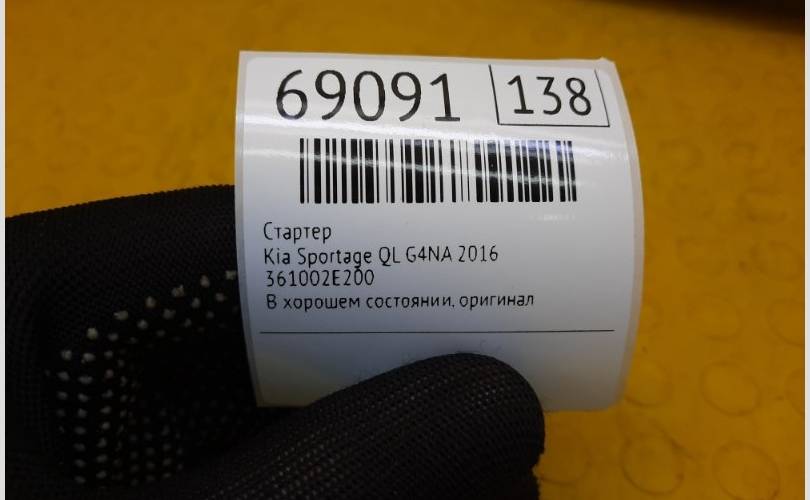 69091 138
Стартер
Kia Sportage QL G4NA 2016
361002E200
В хорошем состоянии, оригинал